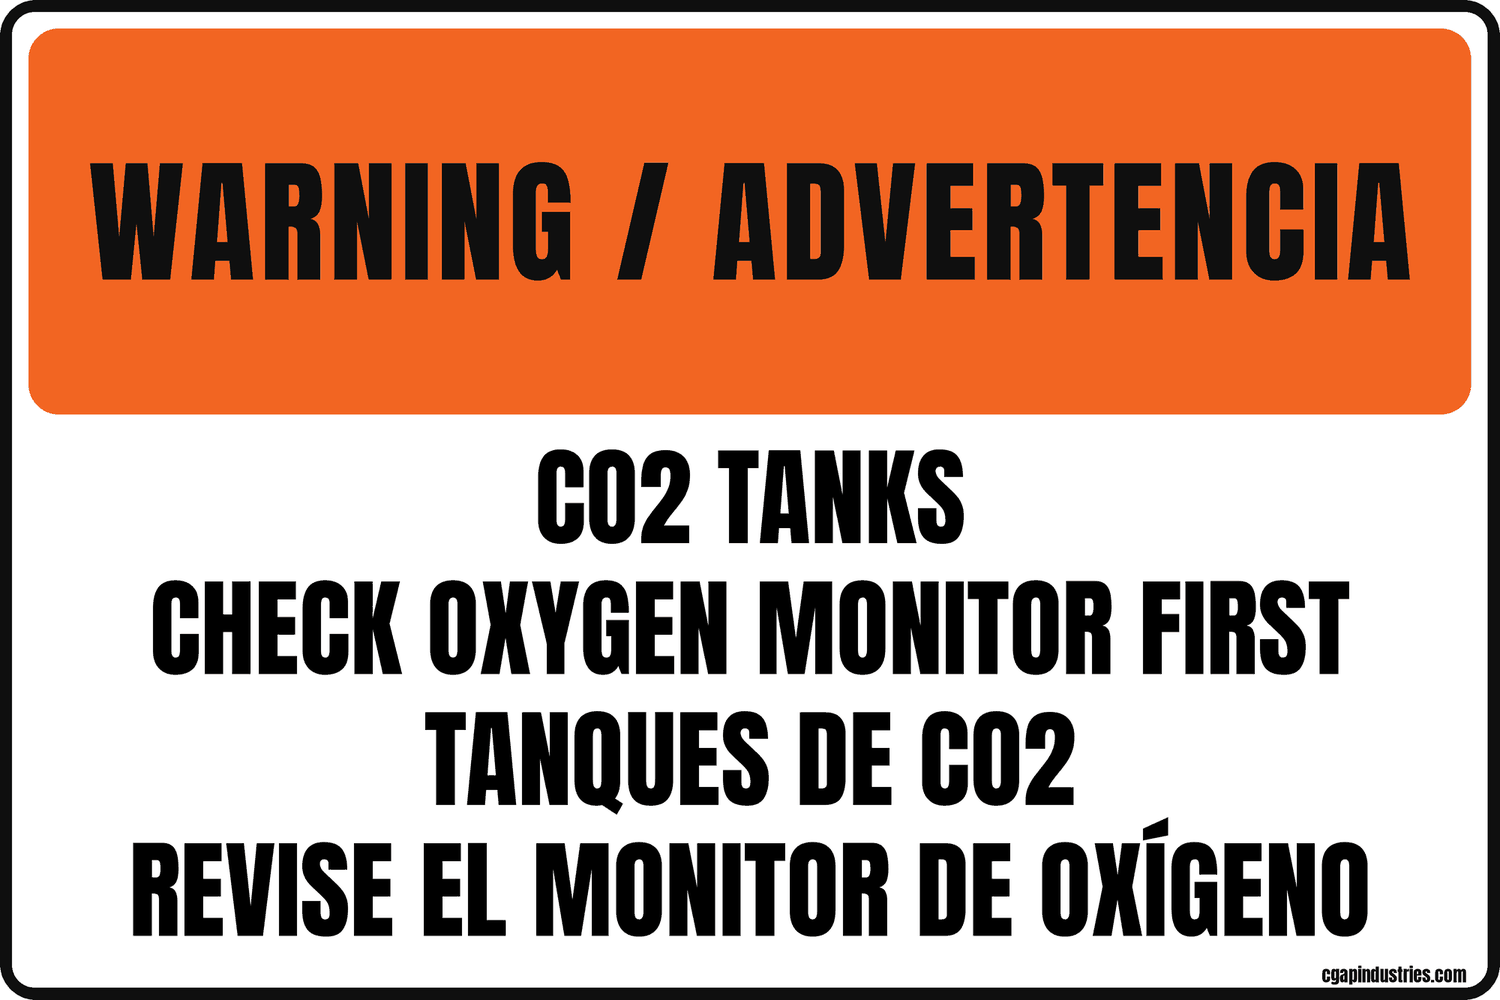 WARNING / ADVERTENCIA
CO2 TANKS
CHECK OXYGEN MONITOR FIRST
TANQUES DE CO2
REVISE EL MONITOR DE OXÍGENO
cgapindustries.com